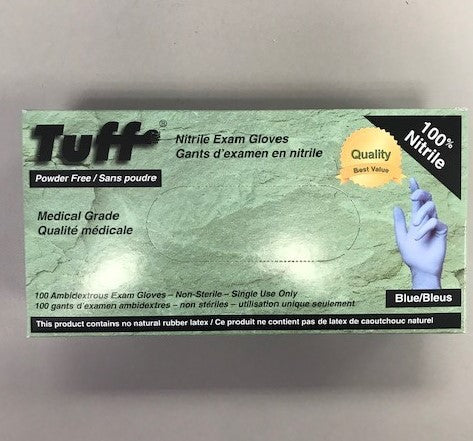 Tuff®
Nitrile Exam Gloves
Gants d'examen en nitrile
Quality
Best Value
100%
Nitrile
Powder Free / Sans poudre
Medical Grade
Qualité médicale
100 Ambidextrous Exam Gloves – Non-Sterile – Single Use Only
100 gants d'examen ambidextres – non stériles – utilisation unique seulement
Blue/Bleus
This product contains no natural rubber latex / Ce produit ne contient pas de latex de caoutchouc naturel